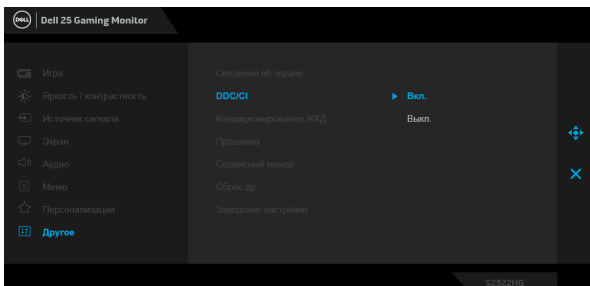 DELL
Dell 25 Gaming Monitor
Игра
Яркость / контрастность
Источник сигнала
Экран
Аудио
Меню
Персонализация
Другое
Сведения об экране
DDC/CI
Вкл.
Кондиционирование ЖКД
Выкл.
Прошивка
Сервисный номер
Сброс др
Заводские настройки
S2522HG